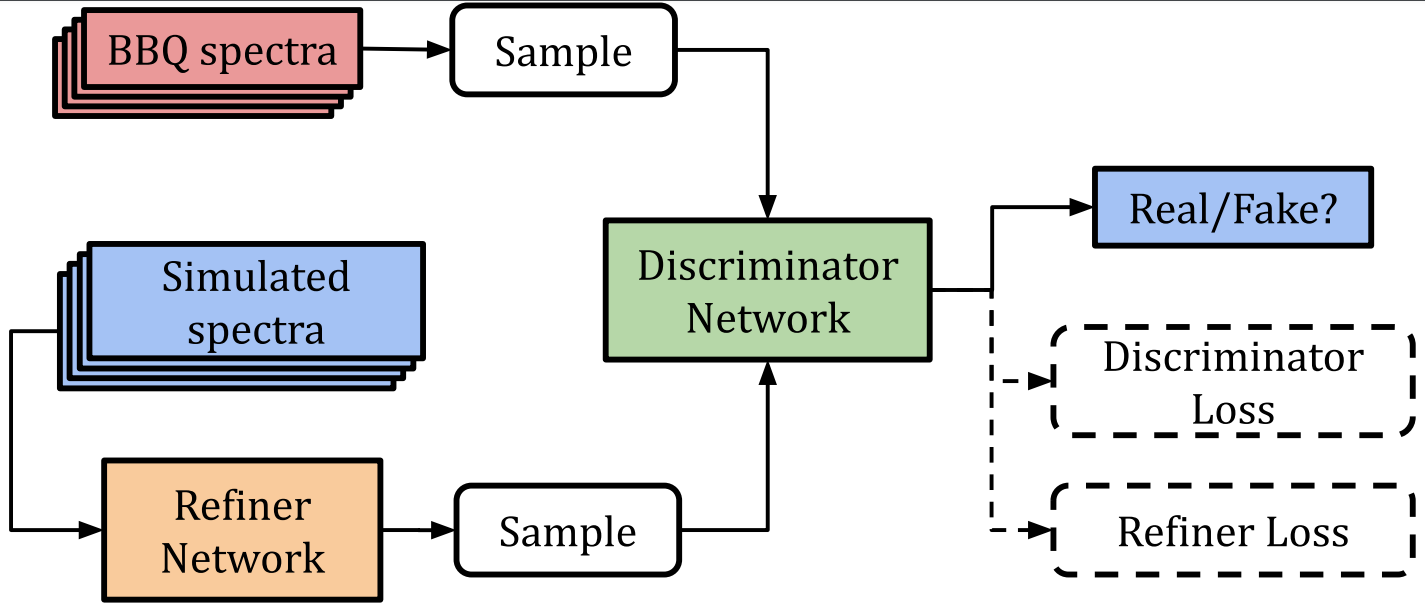 BBQ spectra
Sample
Simulated
spectra
Refiner
Network
Sample
Discriminator
Network
Real/Fake?
Discriminator
Loss
Refiner Loss